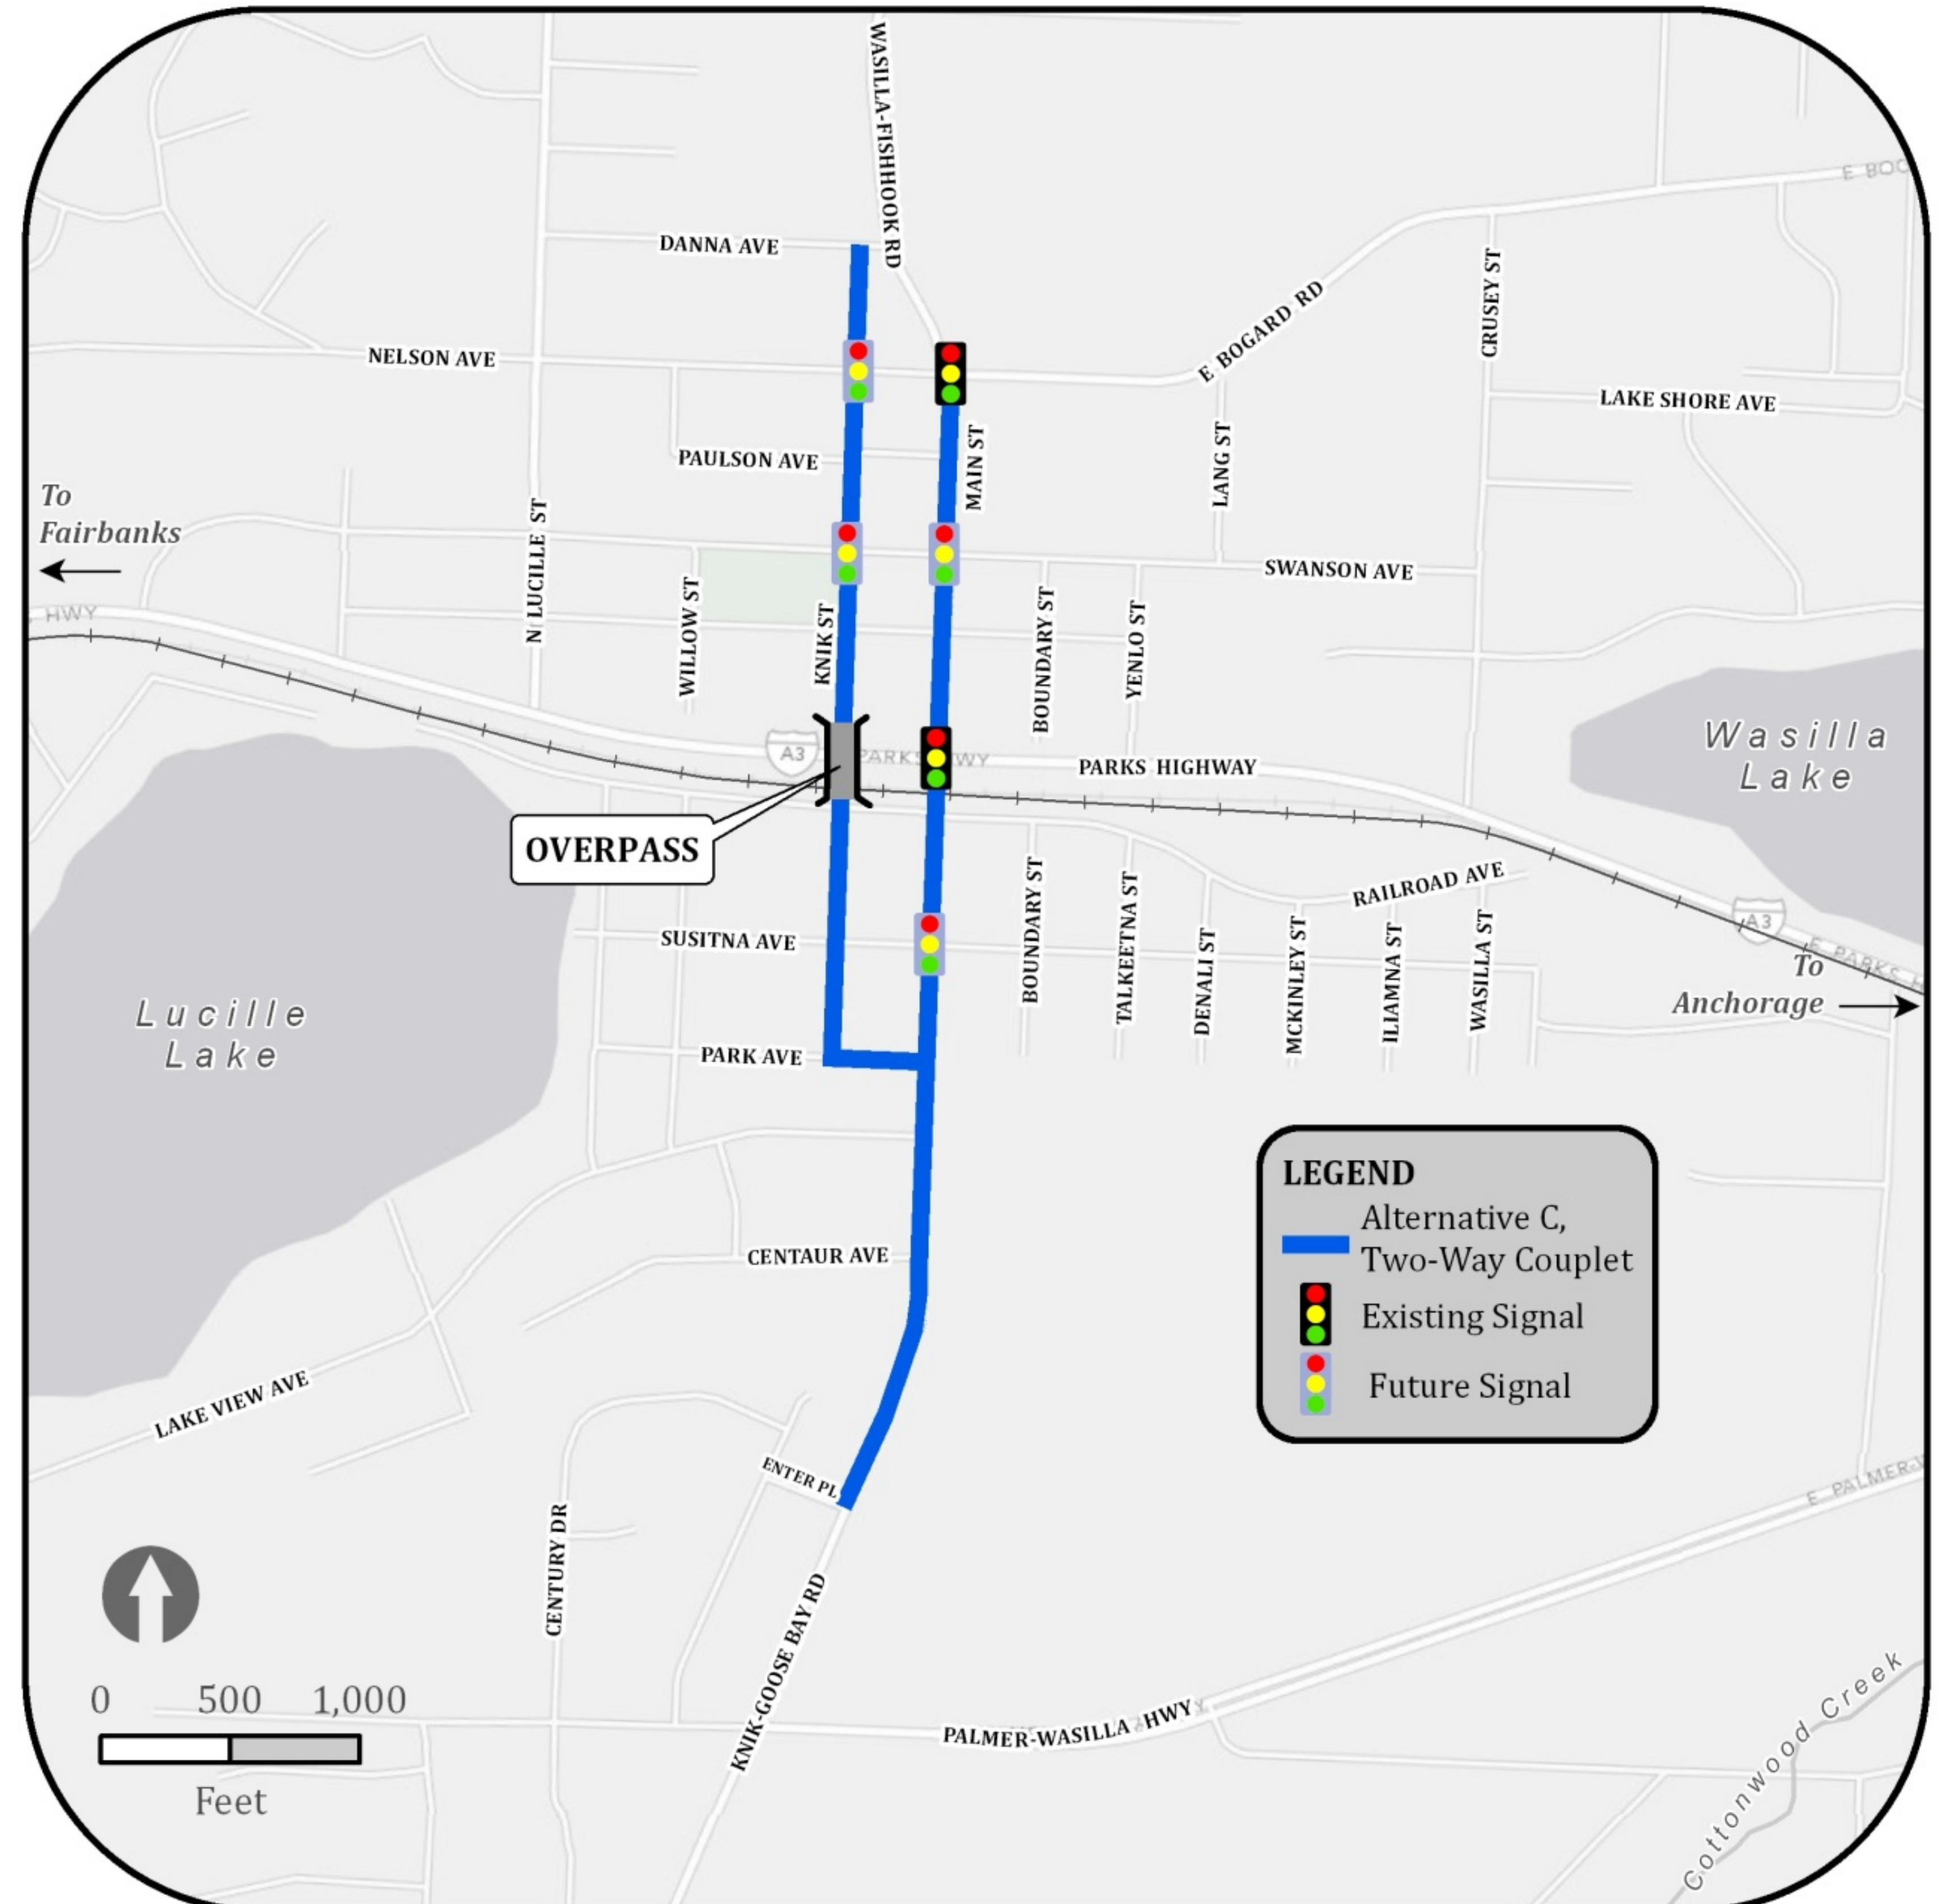 WASILLA-FISHHOOK RD
E BOG
DANNA AVE
CRUSEY ST
E BOGARD RD
NELSON AVE
LAKE SHORE AVE
MAIN ST
LANG ST
PAULSON AVE
To
Fairbanks
N LUCILLE ST
SWANSON AVE
WILLOW ST
KNIK ST
BOUNDARY ST
YENLO ST
HWY
Wasilla
Lake
A3
PARKS HWY
PARKS HIGHWAY
OVERPASS
RAILROAD AVE
A3
E PARKS H
SUSITNA AVE
BOUNDARY ST
TALKEETNA ST
DENALI ST
MCKINLEY ST
ILIAMNA ST
WASILLA ST
To
Anchorage
Lucille
Lake
PARK AVE
LEGEND
Alternative C,
Two-Way Couplet
Existing Signal
Future Signal
CENTAUR AVE
LAKE VIEW AVE
ENTER PL
CENTURY DR
KNIK-GOOSE BAY RD
E PALMER-W
PALMER-WASILLA HWY
Cottonwood Creek
0 500 1,000
Feet